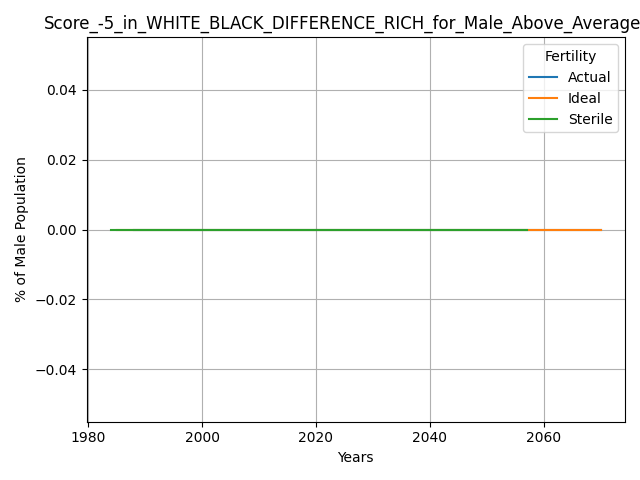 Score_-5_in_WHITE_BLACK_DIFFERENCE_RICH_for_Male_Above_Average
Fertility
Actual
Ideal
Sterile
% of Male Population
0.04
0.02
0.00
−0.02
−0.04
1980 2000 2020 2040 2060
Years